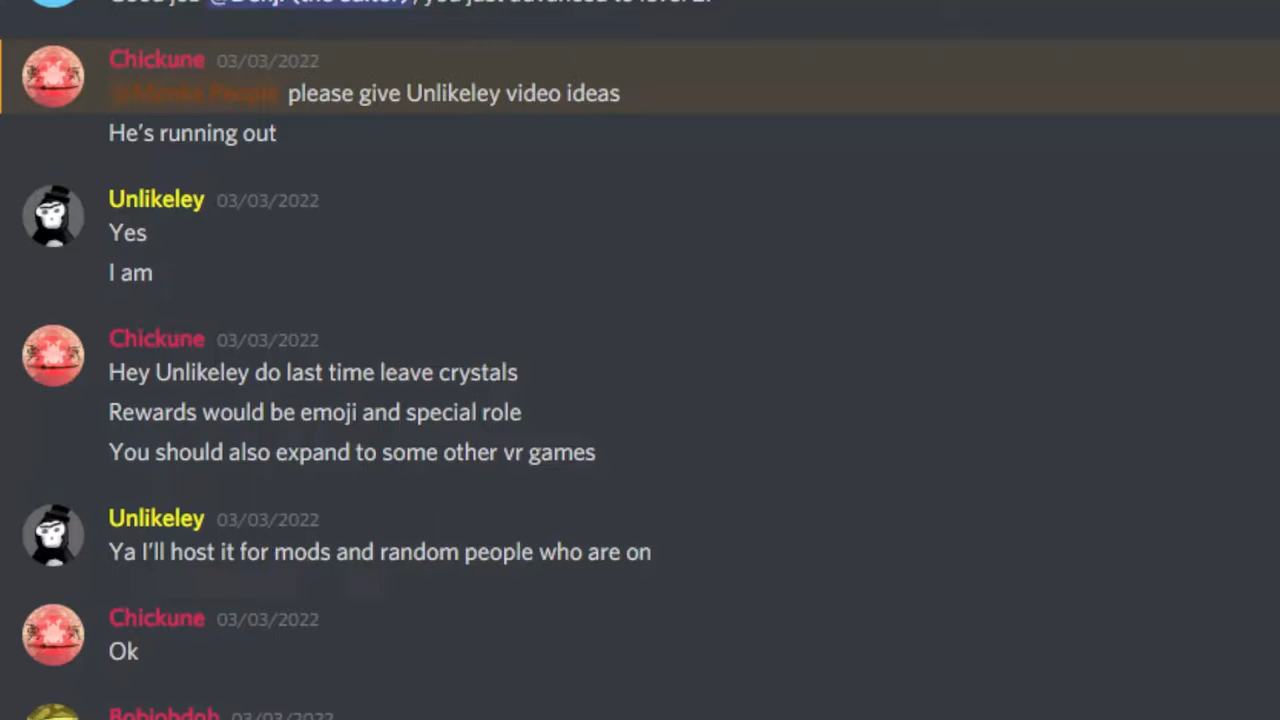 Chickune 03/03/2022
please give Unlikeley video ideas
He's running out
Unlikeley 03/03/2022
Yes
I am
Chickune 03/03/2022
Hey Unlikeley do last time leave crystals
Rewards would be emoji and special role
You should also expand to some other vr games
Unlikeley 03/03/2022
Ya I'll host it for mods and random people who are on
Chickune 03/03/2022
Ok
03/03/2022